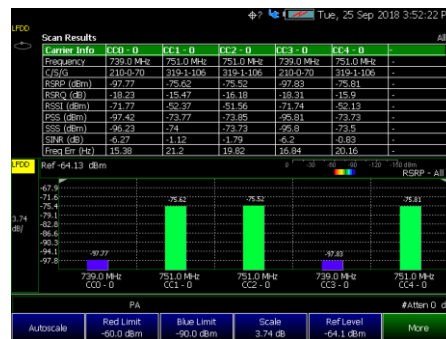 Tue, 25 Sep 2018 3:52:22 P
LFDD
Scan Results All
Carrier Info CC0 - 0 CC1 - 0 CC2 - 0 CC3 - 0 CC4 - 0 -
Frequency 739.0 MHz 751.0 MHz 751.0 MHz 739.0 MHz 751.0 MHz -
C/S/G 210-0-70 319-1-106 319-1-106 210-0-70 319-1-106 -
RSRP (dBm) -97.77 -75.62 -75.52 -97.83 -75.81 -
RSRQ (dB) -18.23 -15.47 -16.18 -18.31 -15.9 -
RSSI (dBm) -71.77 -52.37 -51.56 -71.74 -52.13 -
PSS (dBm) -97.42 -73.77 -73.85 -95.81 -73.73 -
SSS (dBm) -96.23 -74 -73.73 -95.8 -73.5 -
SINR (dB) -6.27 -1.12 -1.79 -6.2 -0.83 -
Freq Err (Hz) 15.38 21.2 19.82 16.84 20.16 -
LFDD Ref -64.13 dBm 0 -30 -60 -90 -120 -150 dBm
RSRP - All
-67.9
-71.6
-75.4
-79.1
-82.8
-86.6
-90.3
-94.1
-97.8
3.74
dB/
-97.77 -75.62 -75.52 -97.83 -75.81
739.0 MHz 751.0 MHz 751.0 MHz 739.0 MHz 751.0 MHz
CC0 - 0 CC1 - 0 CC2 - 0 CC3 - 0 CC4 - 0
PA #Atten 0 d
Autoscale Red Limit Blue Limit Scale Ref Level More
-60.0 dBm -90.0 dBm 3.74 dB -64.1 dBm